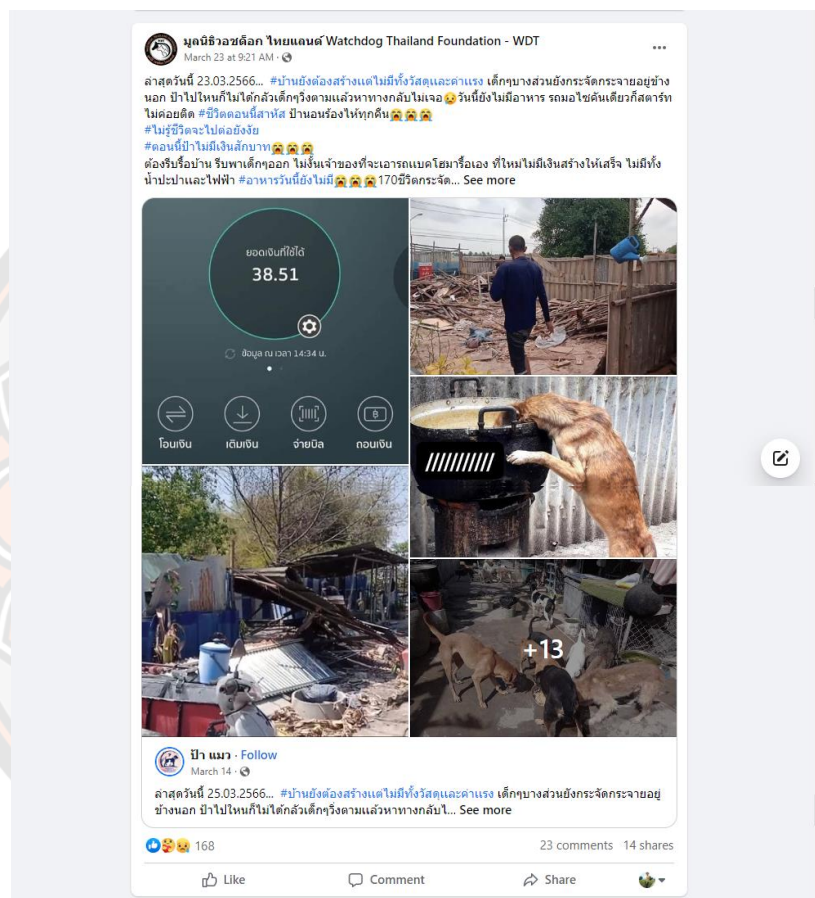 มูลนิธิวอชด็อก ไทยแลนด์ Watchdog Thailand Foundation - WDT
March 23 at 9:21 AM ·
ล่าสุดวันนี้ 23.03.2566... #บ้านยังต้องสร้างแต่ไม่มีทั้งวัสดุและค่าแรง เด็กๆบางส่วนยังกระจัดกระจายอยู่ข้าง
นอก ป้าไปไหนก็ไม่ได้กลัวเด็กๆวิ่งตามแล้วหาทางกลับไม่เจอ😥วันนี้ยังไม่มีอาหาร รถมอไซคันเดียวก็สตาร์ท
ไม่ค่อยติด #ชีวิตตอนนี้สาหัส ป้านอนร้องไห้ทุกคืน😭😭😭
#ไม่รู้ชีวิตจะไปต่อยังงัย
#ตอนนี้ป้าไม่มีเงินสักบาท😭😭😭
ต้องรีบรื้อบ้าน รีบพาเด็กๆออก ไม่งั้นเจ้าของที่จะเอารถแบคโฮมารื้อเอง ที่ใหม่ไม่มีเงินสร้างให้เสร็จ ไม่มีทั้ง
น้ำปะปาและไฟฟ้า #อาหารวันนี้ยังไม่มี😭😭😭170ชีวิตกระจัด... See more
ยอดเงินที่ใช้ได้
38.51
ข้อมูล ณ เวลา 14:34 น.
โอนเงิน เติมเงิน จ่ายบิล ถอนเงิน
+13
ป้า แมว · Follow
March 14 ·
ล่าสุดวันนี้ 25.03.2566... #บ้านยังต้องสร้างแต่ไม่มีทั้งวัสดุและค่าแรง เด็กๆบางส่วนยังกระจัดกระจายอยู่
ข้างนอก ป้าไปไหนก็ไม่ได้กลัวเด็กๆวิ่งตามแล้วหาทางกลับไ... See more
168 23 comments 14 shares
Like Comment Share